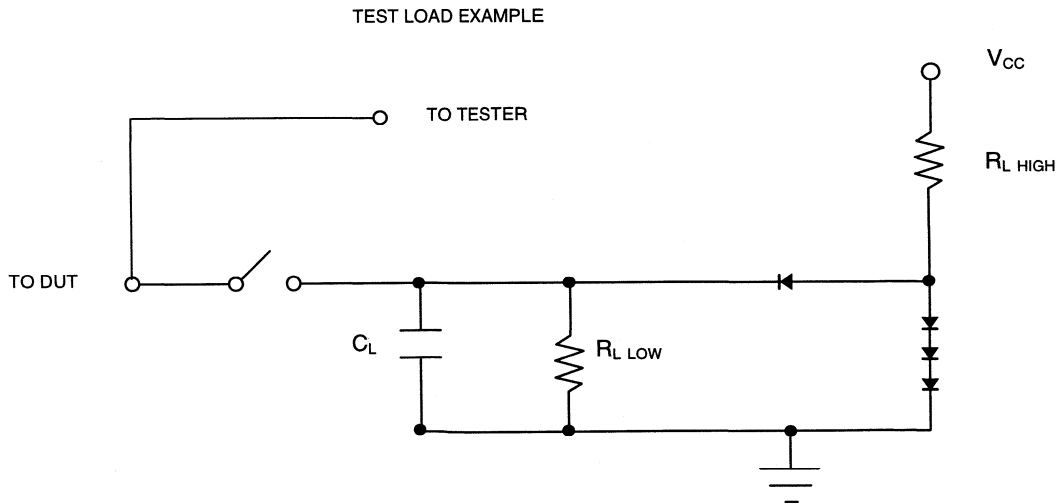 TEST LOAD EXAMPLE
V_CC
TO TESTER
R_L HIGH
TO DUT
C_L
R_L LOW